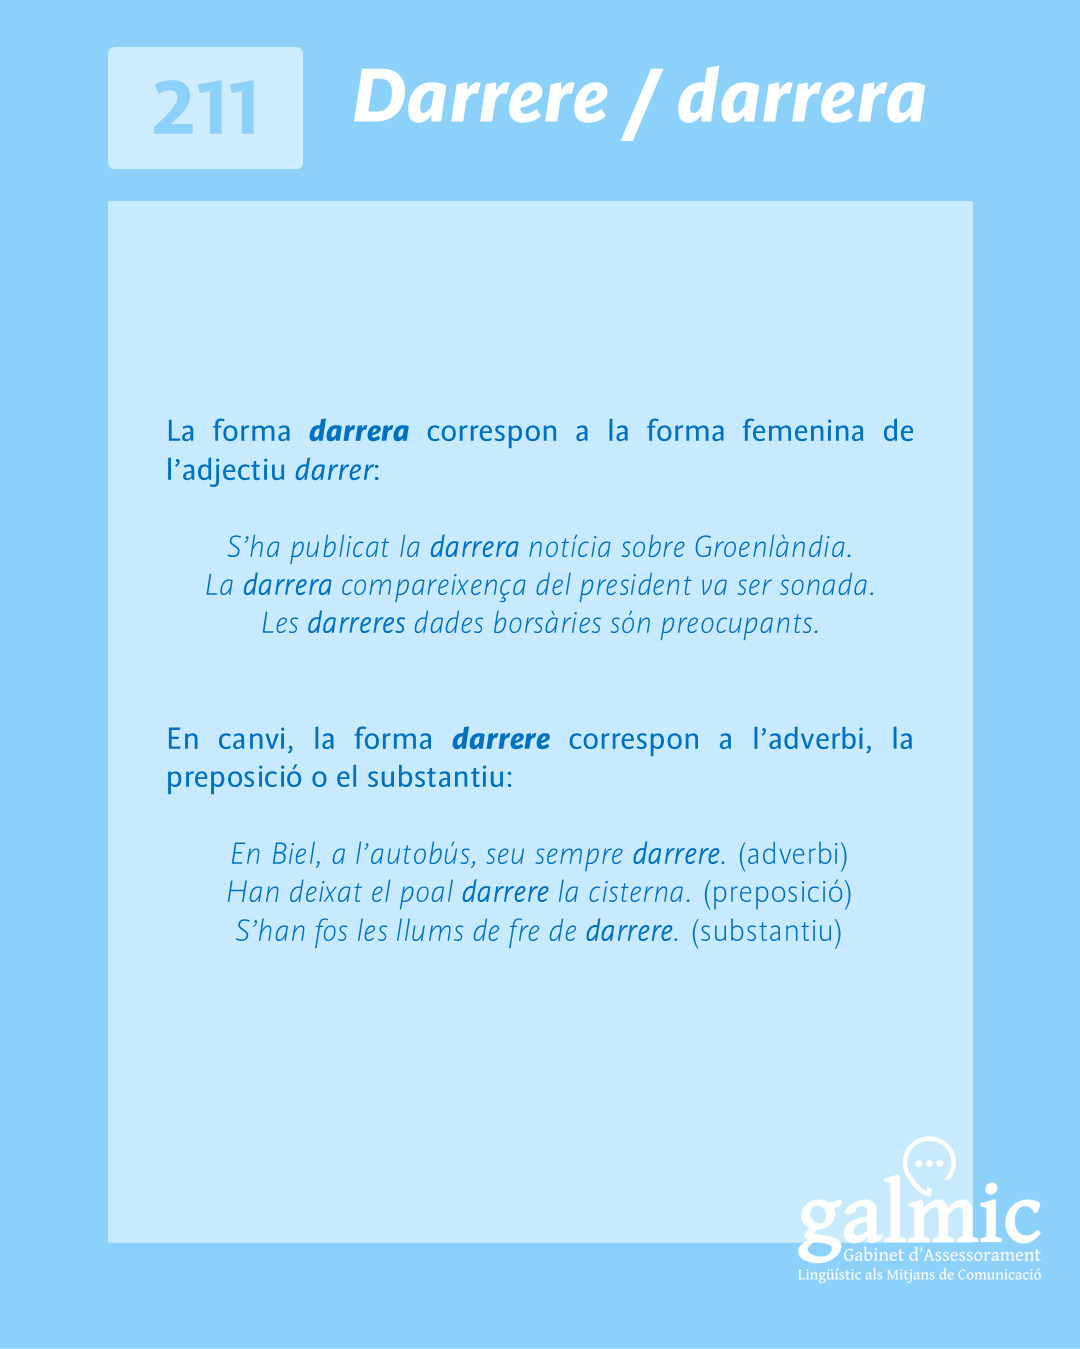 211
Darrere / darrera
La forma darrera correspon a la forma femenina de
l’adjectiu darrer:
S’ha publicat la darrera notícia sobre Groenlàndia.
La darrera compareixença del president va ser sonada.
Les darreres dades borsàries són preocupants.
En canvi, la forma darrere correspon a l’adverbi, la
preposició o el substantiu:
En Biel, a l’autobús, seu sempre darrere. (adverbi)
Han deixat el poal darrere la cisterna. (preposició)
S’han fos les llums de fre de darrere. (substantiu)
galmic
Gabinet d’Assessorament
Lingüístic als Mitjans de Comunicació